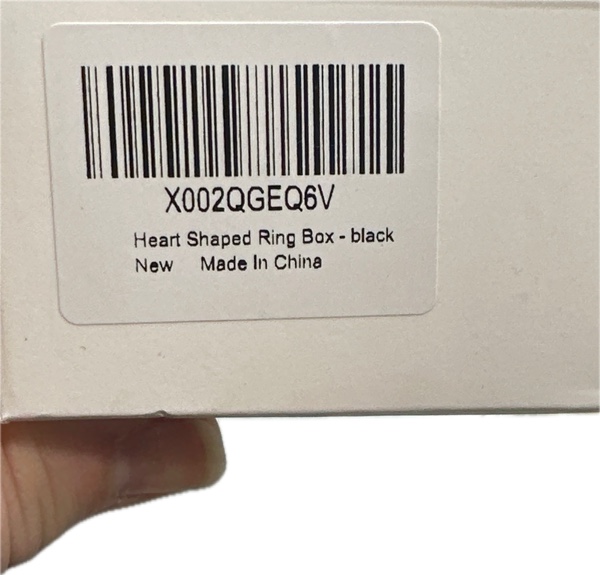 X002QGEQ6V
Heart Shaped Ring Box - black
New Made In China